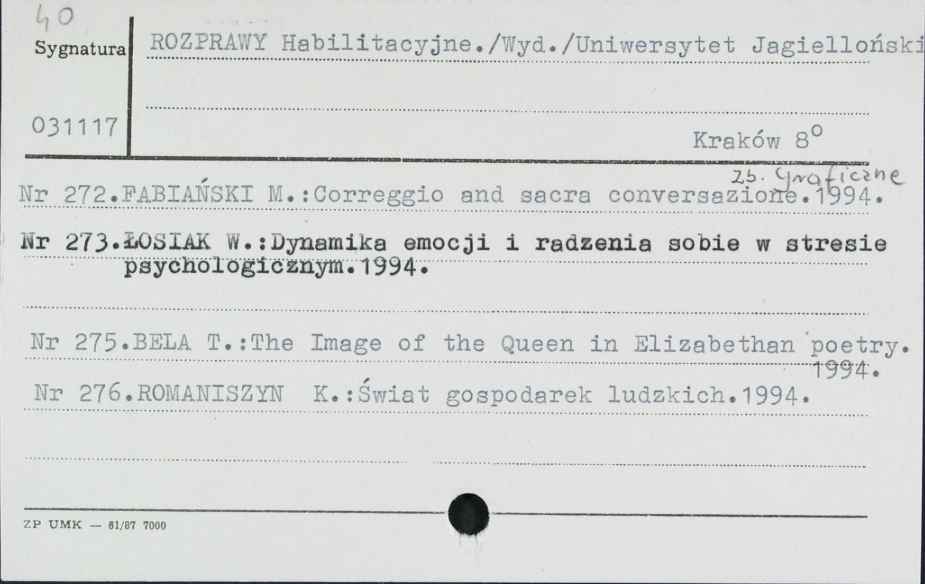 40
Sygnatura
ROZPRAWY Habilitacyjne./Wyd./Uniwersytet Jagielloński
031117
Kraków 8º
zb. graficzne
Nr 272.FABIAŃSKI M.:Correggio and sacra conversazione.1994.
Nr 273.ŁOSIAK W.:Dynamika emocji i radzenia sobie w stresie
psychologicznym.1994.
Nr 275.BELA T.:The Image of the Queen in Elizabethan poetry.
1994.
Nr 276.ROMANISZYN K.:Świat gospodarek ludzkich.1994.
ZP UMK — 81/87 7000